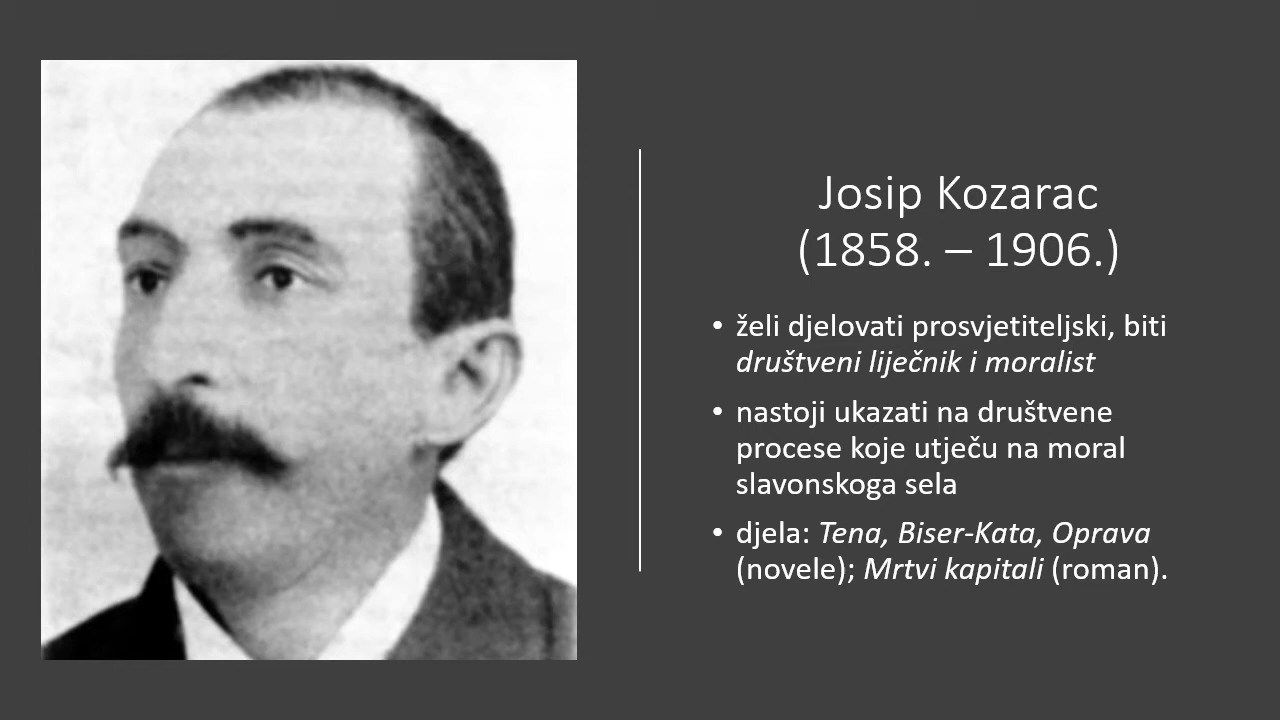 Josip Kozarac
(1858. – 1906.)
• želi djelovati prosvjetiteljski, biti
društveni liječnik i moralist
• nastoji ukazati na društvene
procese koje utječu na moral
slavonskoga sela
• djela: Tena, Biser-Kata, Oprava
(novele); Mrtvi kapitali (roman).